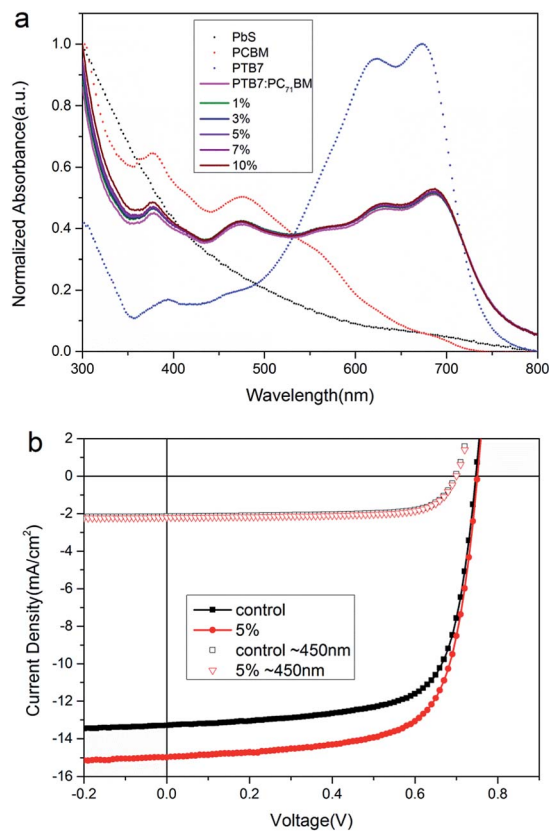 a
PbS
PCBM
PTB7
PTB7:PC71BM
1%
3%
5%
7%
10%
Normalized Absorbance(a.u.)
1.0
0.8
0.6
0.4
0.2
0.0
300 400 500 600 700 800
Wavelength(nm)
b
Current Density(mA/cm²)
2
0
-2
-4
-6
-8
-10
-12
-14
-16
control
5%
control ~450nm
5% ~450nm
-0.2 0.0 0.2 0.4 0.6 0.8
Voltage(V)